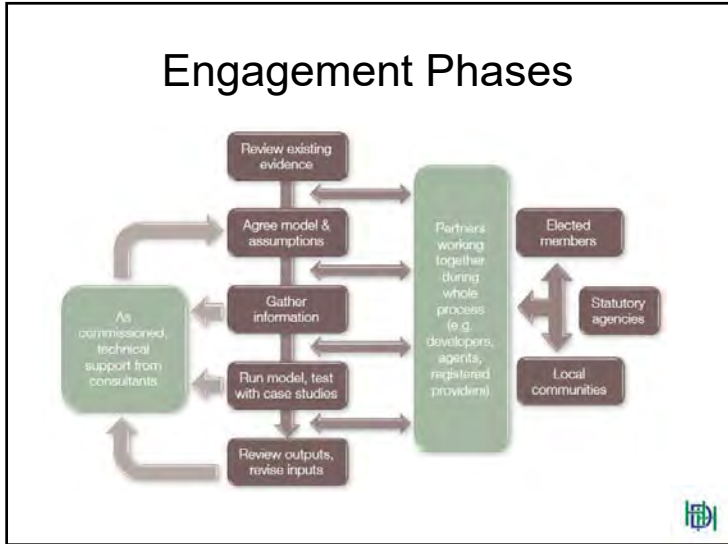 Engagement Phases
Review existing
evidence
Agree model &
assumptions
Gather
information
Run model, test
with case studies
Review outputs,
revise inputs
As
commissioned,
technical
support from
consultants
Partners
working
together
during
whole
process
(e.g.
developers,
agents,
registered
providers)
Elected
members
Statutory
agencies
Local
communities
HDH